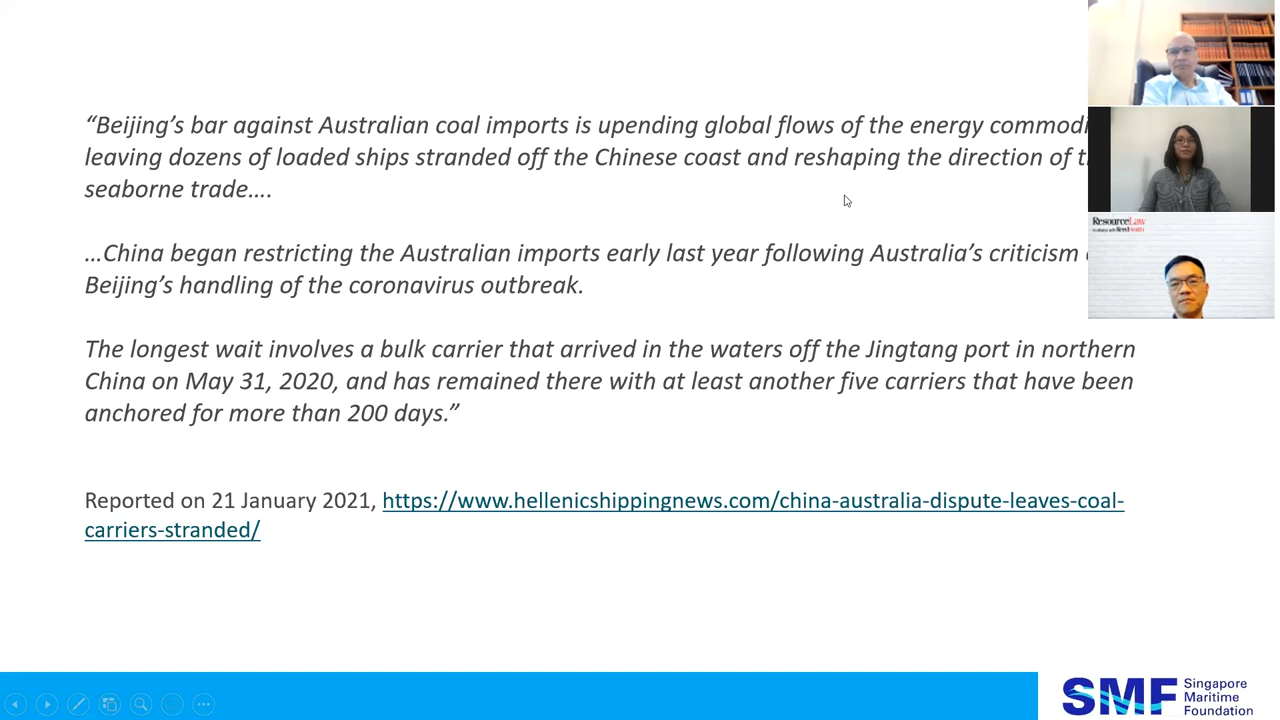 “Beijing’s bar against Australian coal imports is upending global flows of the energy commodi
leaving dozens of loaded ships stranded off the Chinese coast and reshaping the direction of t
seaborne trade....
...China began restricting the Australian imports early last year following Australia’s criticism
Beijing’s handling of the coronavirus outbreak.
The longest wait involves a bulk carrier that arrived in the waters off the Jingtang port in northern
China on May 31, 2020, and has remained there with at least another five carriers that have been
anchored for more than 200 days.”
Reported on 21 January 2021, https://www.hellenicshippingnews.com/china-australia-dispute-leaves-coal-
carriers-stranded/
ResourceLaw
SMF
Singapore
Maritime
Foundation